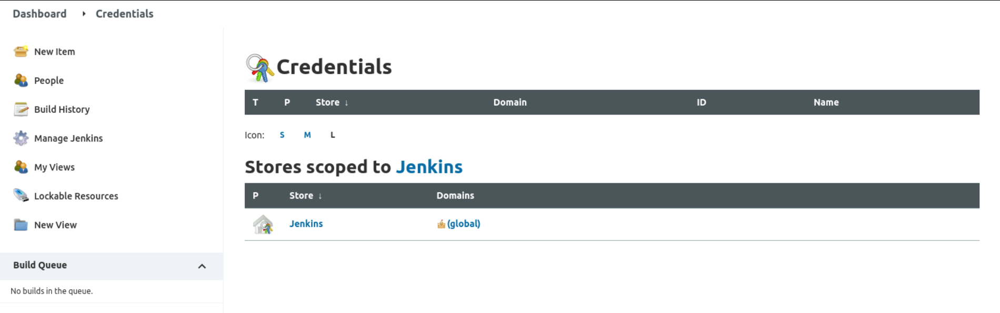 Dashboard ‣ Credentials
New Item
People
Build History
Manage Jenkins
My Views
Lockable Resources
New View
Build Queue
No builds in the queue.
Credentials
T P Store ↓ Domain ID Name
Icon: S M L
Stores scoped to Jenkins
P Store ↓ Domains
Jenkins (global)